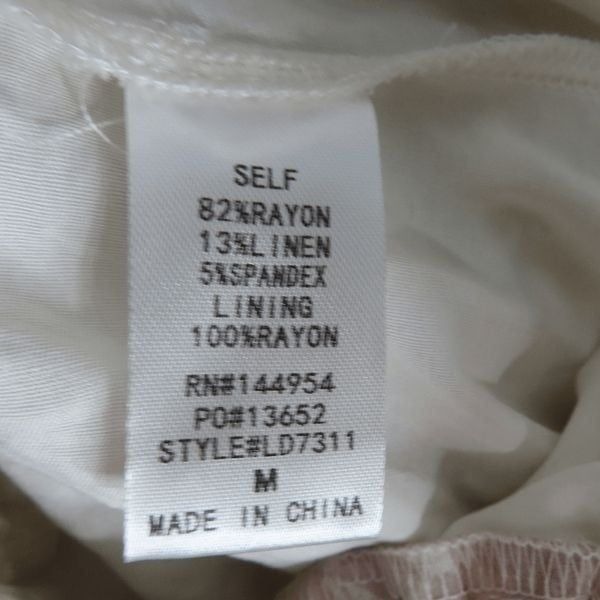 SELF
82%RAYON
13%LINEN
5%SPANDEX
LINING
100%RAYON
RN#144954
PO#13652
STYLE#LD7311
M
MADE IN CHINA